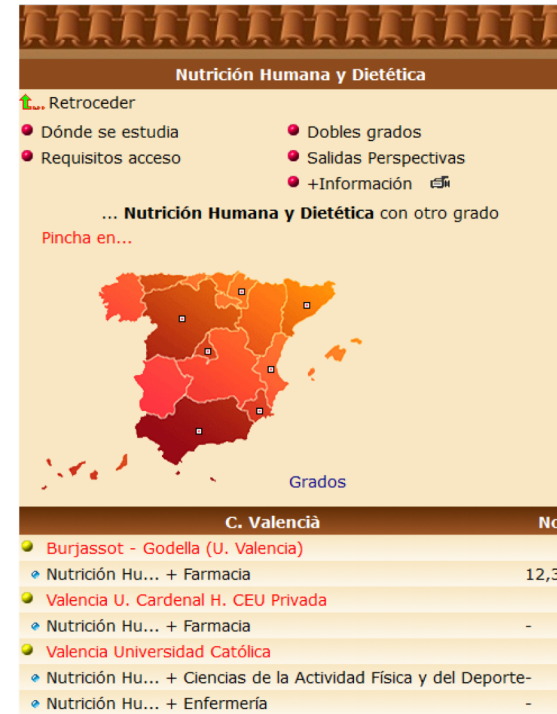 Nutrición Humana y Dietética
Retroceder
Dónde se estudia
Dobles grados
Requisitos acceso
Salidas Perspectivas
+Información
... Nutrición Humana y Dietética con otro grado
Pincha en...
Grados
C. Valencià
Burjassot - Godella (U. Valencia)
Nutrición Hu... + Farmacia
Valencia U. Cardenal H. CEU Privada
Nutrición Hu... + Farmacia -
Valencia Universidad Católica
Nutrición Hu... + Ciencias de la Actividad Física y del Deporte-
Nutrición Hu... + Enfermería -